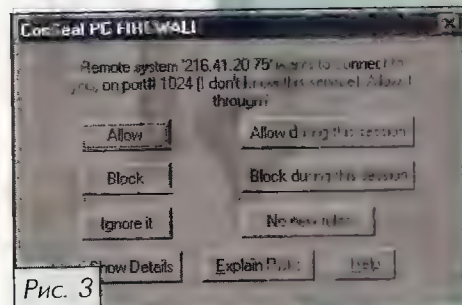 ConSeal PC FIREWALL
Remote system '216.41.20.75' wants to connect to
you, on port# 1024 (I don't know this service). Allow it
through?
Allow
Allow during this session
Block
Block during this session
Ignore it
No new rules
Show Details
Explain
Help
Рис. 3